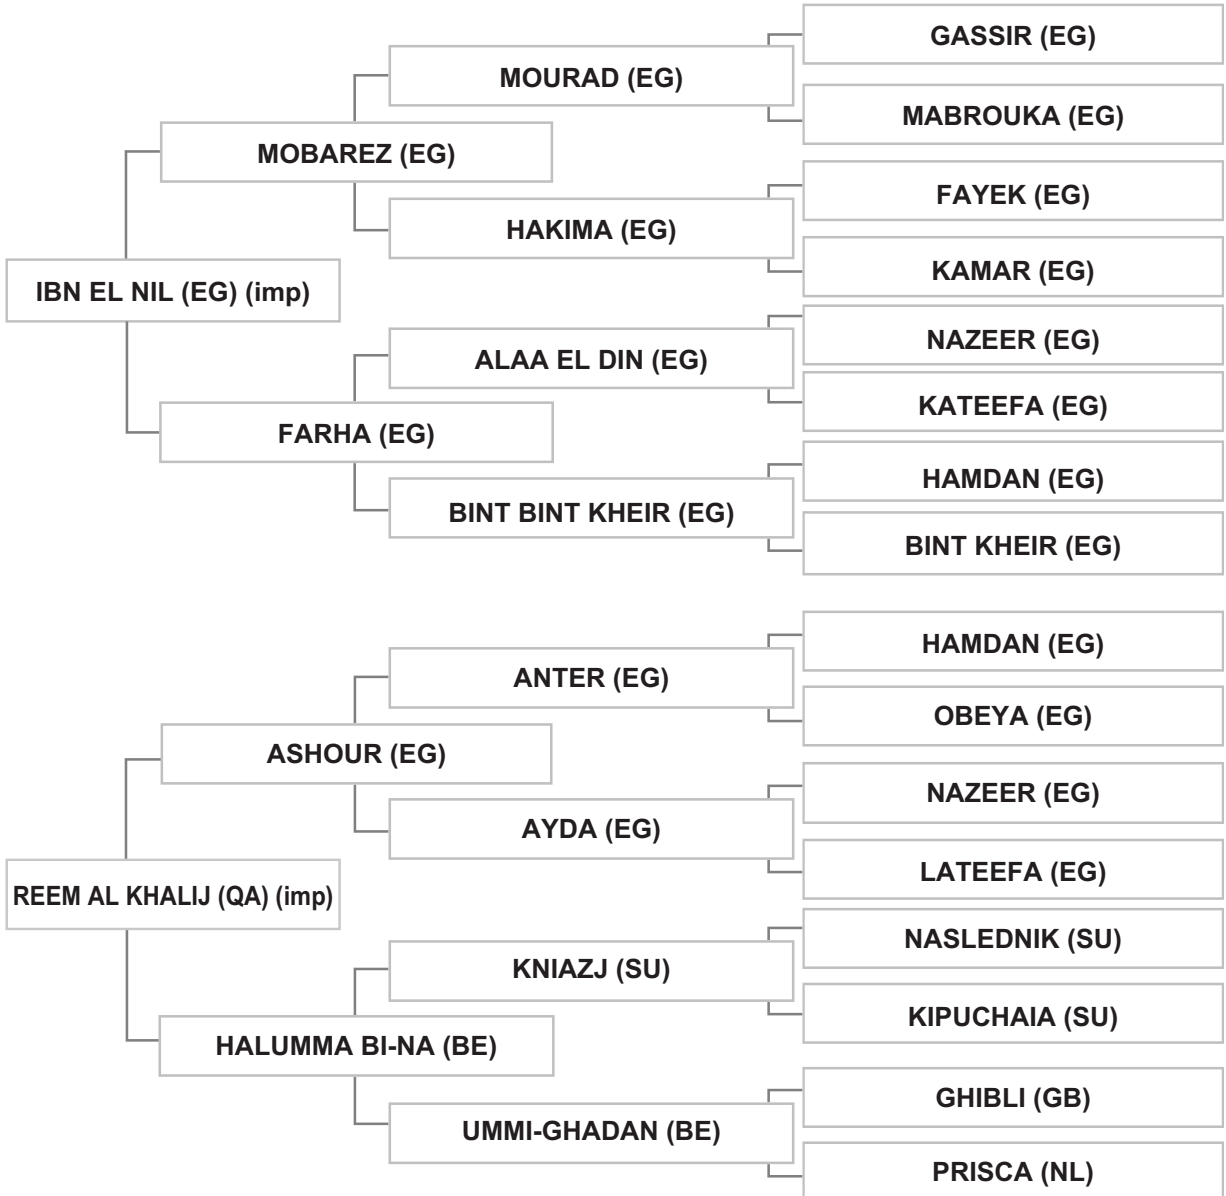 GASSIR (EG)
MOURAD (EG)
MABROUKA (EG)
MOBAREZ (EG)
FAYEK (EG)
HAKIMA (EG)
KAMAR (EG)
IBN EL NIL (EG) (imp)
NAZEER (EG)
ALAA EL DIN (EG)
KATEEFA (EG)
FARHA (EG)
HAMDAN (EG)
BINT BINT KHEIR (EG)
BINT KHEIR (EG)
HAMDAN (EG)
ANTER (EG)
OBEYA (EG)
ASHOUR (EG)
NAZEER (EG)
AYDA (EG)
LATEEFA (EG)
REEM AL KHALIJ (QA) (imp)
NASLEDNIK (SU)
KNIAZJ (SU)
KIPUCHAIA (SU)
HALUMMA BI-NA (BE)
GHIBLI (GB)
UMMI-GHADAN (BE)
PRISCA (NL)